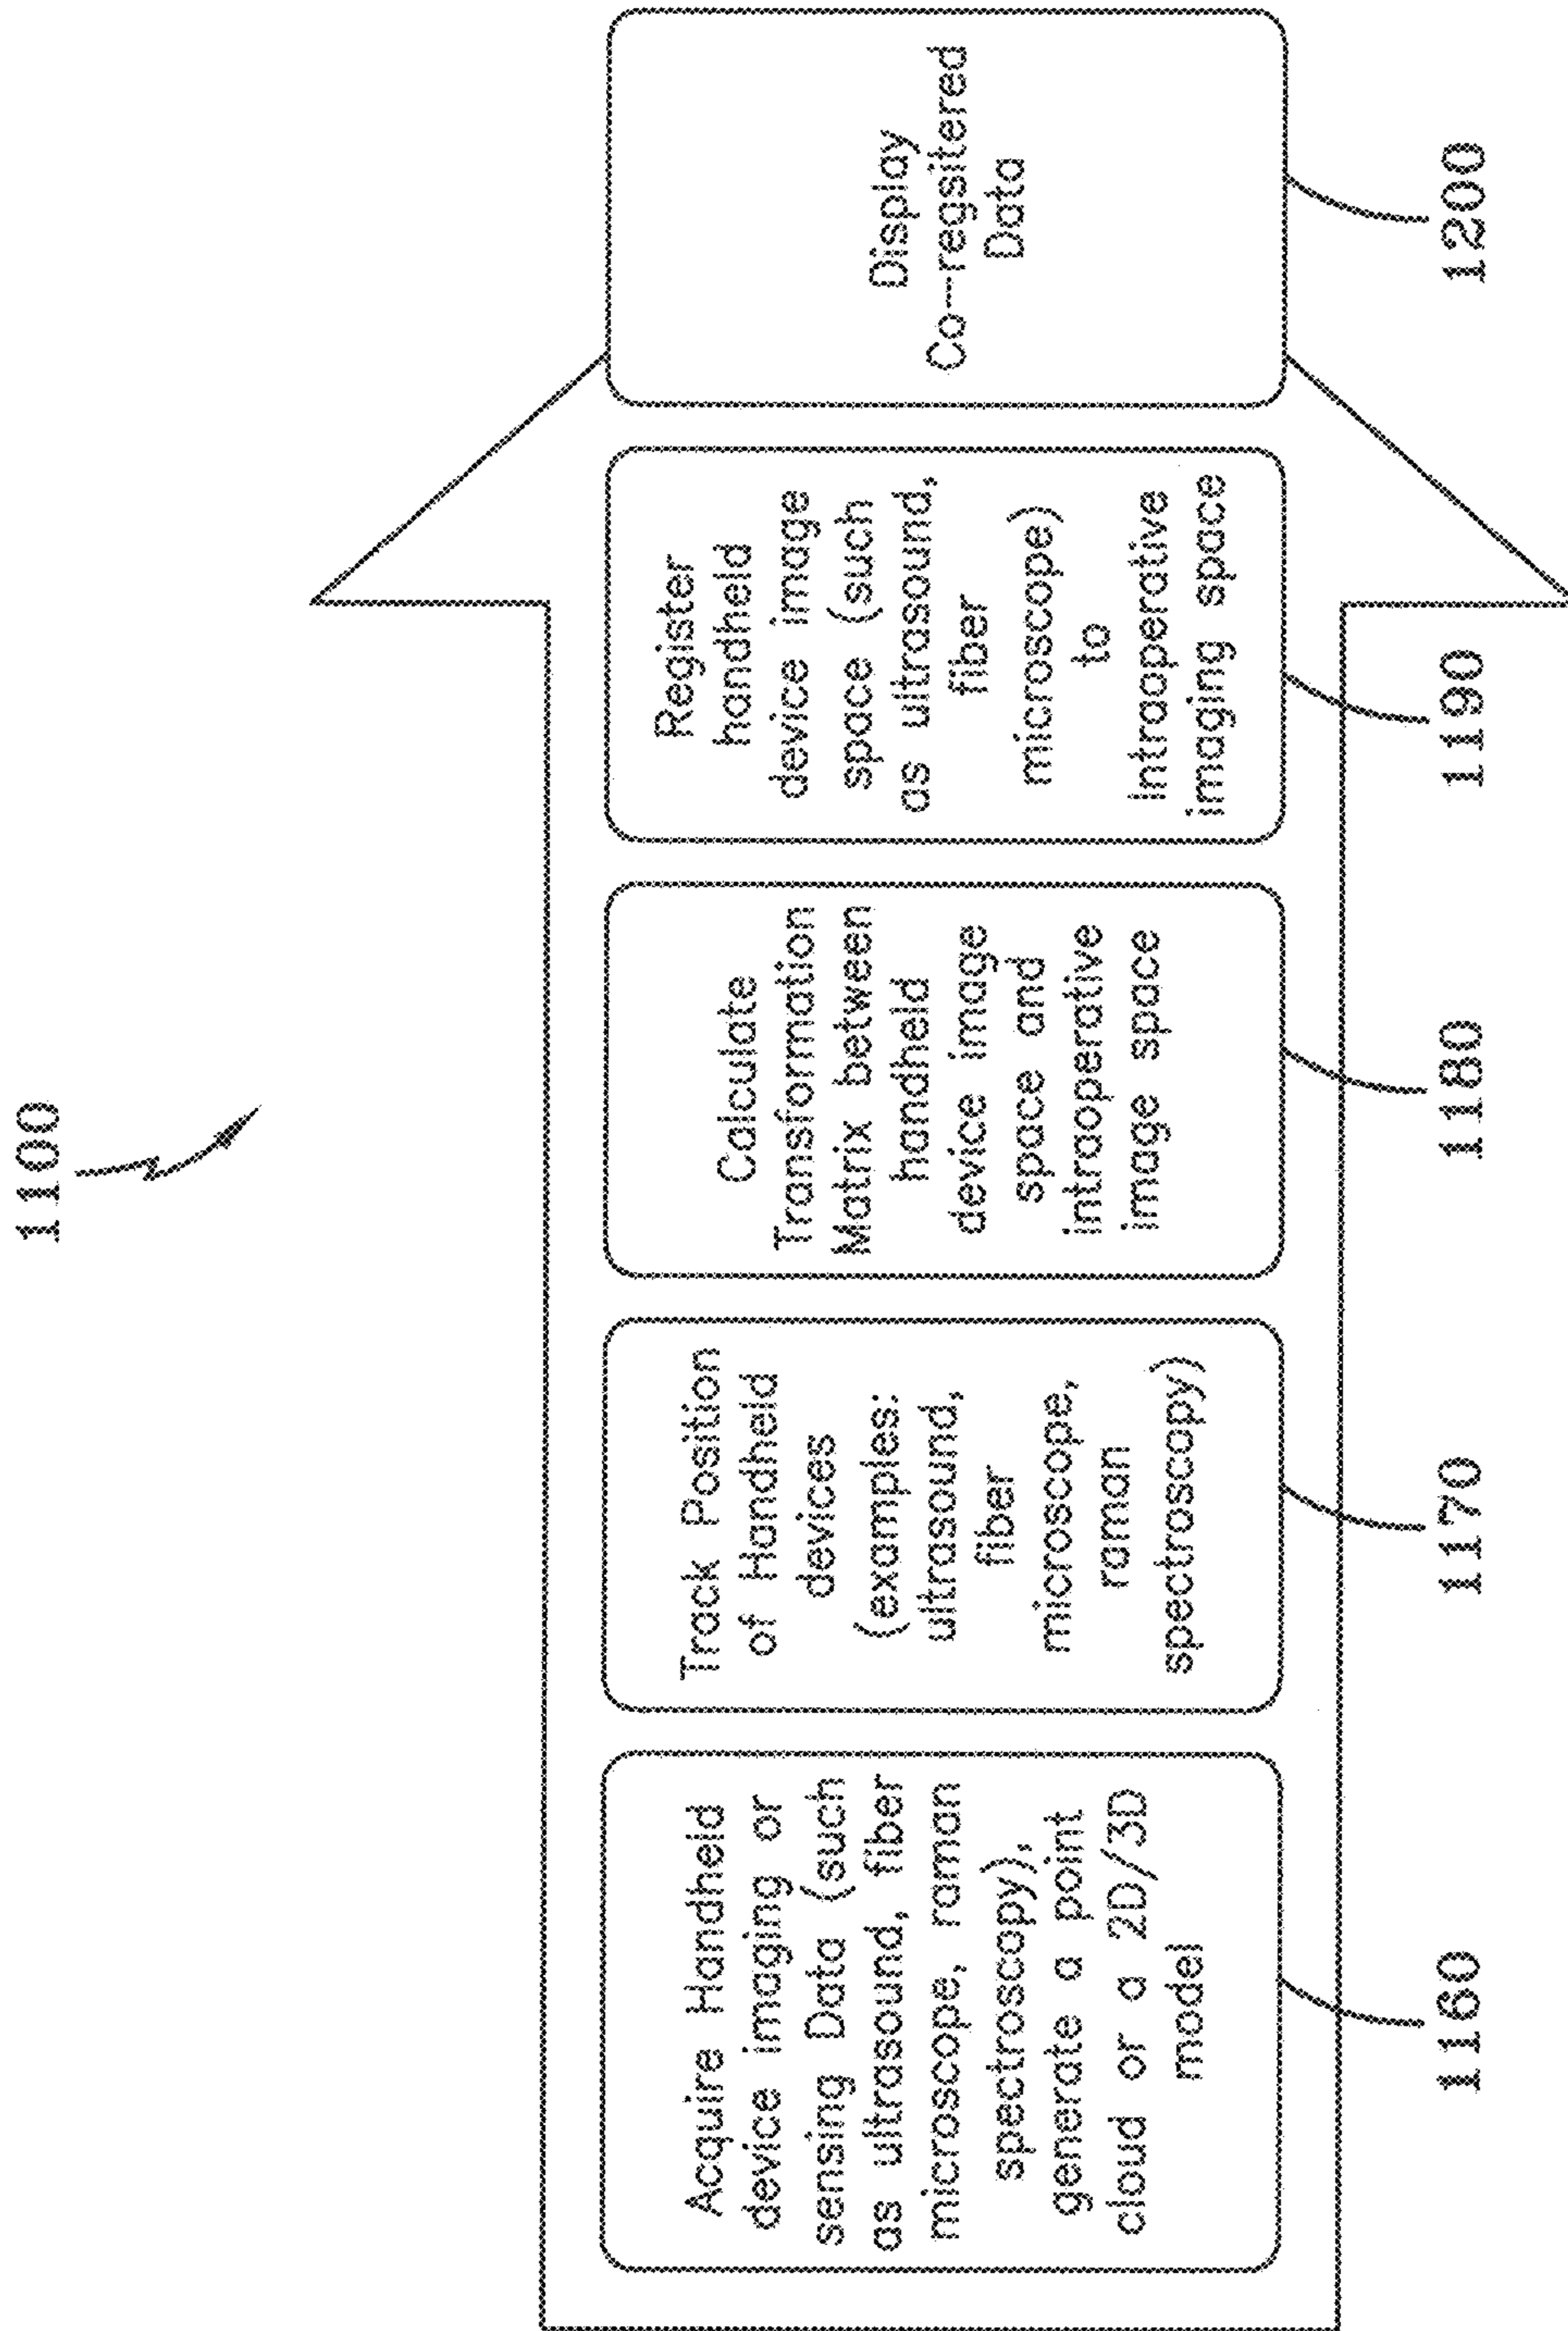 1100
Acquire Handheld
device imaging or
sensing Data (such
as ultrasound, fiber
microscope, raman
spectroscopy),
generate a point
cloud or a 2D/3D
model
1160
Track Position
of Handheld
devices
(examples:
ultrasound,
fiber
microscope,
raman
spectroscopy)
1170
Calculate
Transformation
Matrix between
handheld
device image
space and
intraoperative
image space
1180
Register
handheld
device image
space (such
as ultrasound,
fiber
microscope)
to
Intraoperative
imaging space
1190
Display
Co-regsitered
Data
1200